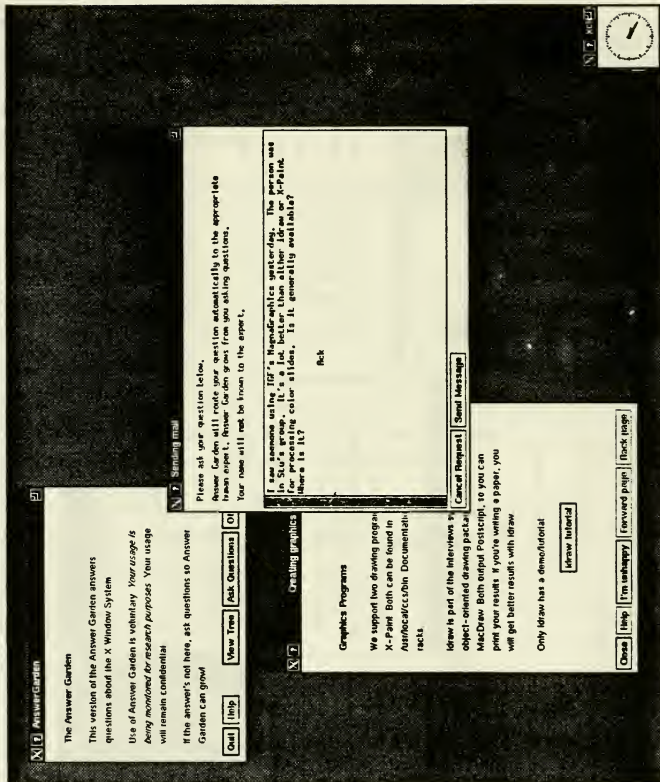 Answer Garden
The Answer Garden
This version of the Answer Garden answers
questions about the X Window System
Use of Answer Garden is voluntary Your usage is
being monitored for research purposes Your usage
will remain confidential
If the answer's not here, ask questions so Answer
Garden can grow!
Quit Help View Tree Ask Questions
Sending mail
Please ask your question below.
Answer Garden will route your question automatically to the appropriate
human expert. Answer Garden grows from you asking questions.
Your name will not be known to the expert.
I saw someone using IGF's MagnaGraphics yesterday. The person was
in Stu's group. It's a lot better than either idraw or X-Paint
for processing color slides. Is it generally available?
Where is it?
Ack
Cancel Request Send Message
Creating graphics
Graphics Programs
We support two drawing program
X-Paint Both can be found in
/usr/local/ccs/bin Documentati
racks
Idraw is part of the Interviews
object-oriented drawing packa
MacDraw Both output Postscript, so you can
print your results If you're writing a paper, you
will get better results with Idraw
Only Idraw has a demo/tutorial
Idraw tutorial
Close Help I'm unhappy Forward page Back page